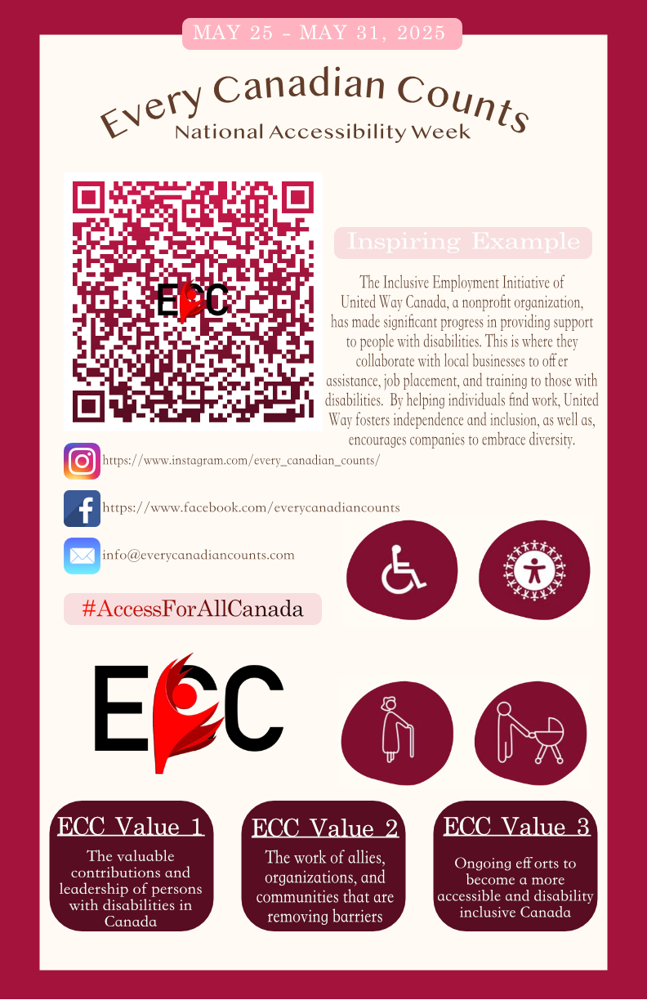 MAY 25 - MAY 31, 2025
Every Canadian Counts
National Accessibility Week
ECC
Inspiring Example
The Inclusive Employment Initiative of
United Way Canada, a nonprofit organization,
has made significant progress in providing support
to people with disabilities. This is where they
collaborate with local businesses to offer
assistance, job placement, and training to those with
disabilities.  By helping individuals find work, United
Way fosters independence and inclusion, as well as,
encourages companies to embrace diversity.
https://www.instagram.com/every_canadian_counts/
https://www.facebook.com/everycanadiancounts
info@everycanadiancounts.com
#AccessForAllCanada
ECC
ECC Value 1
The valuable
contributions and
leadership of persons
with disabilities in
Canada
ECC Value 2
The work of allies,
organizations, and
communities that are
removing barriers
ECC Value 3
Ongoing efforts to
become a more
accessible and disability
inclusive Canada